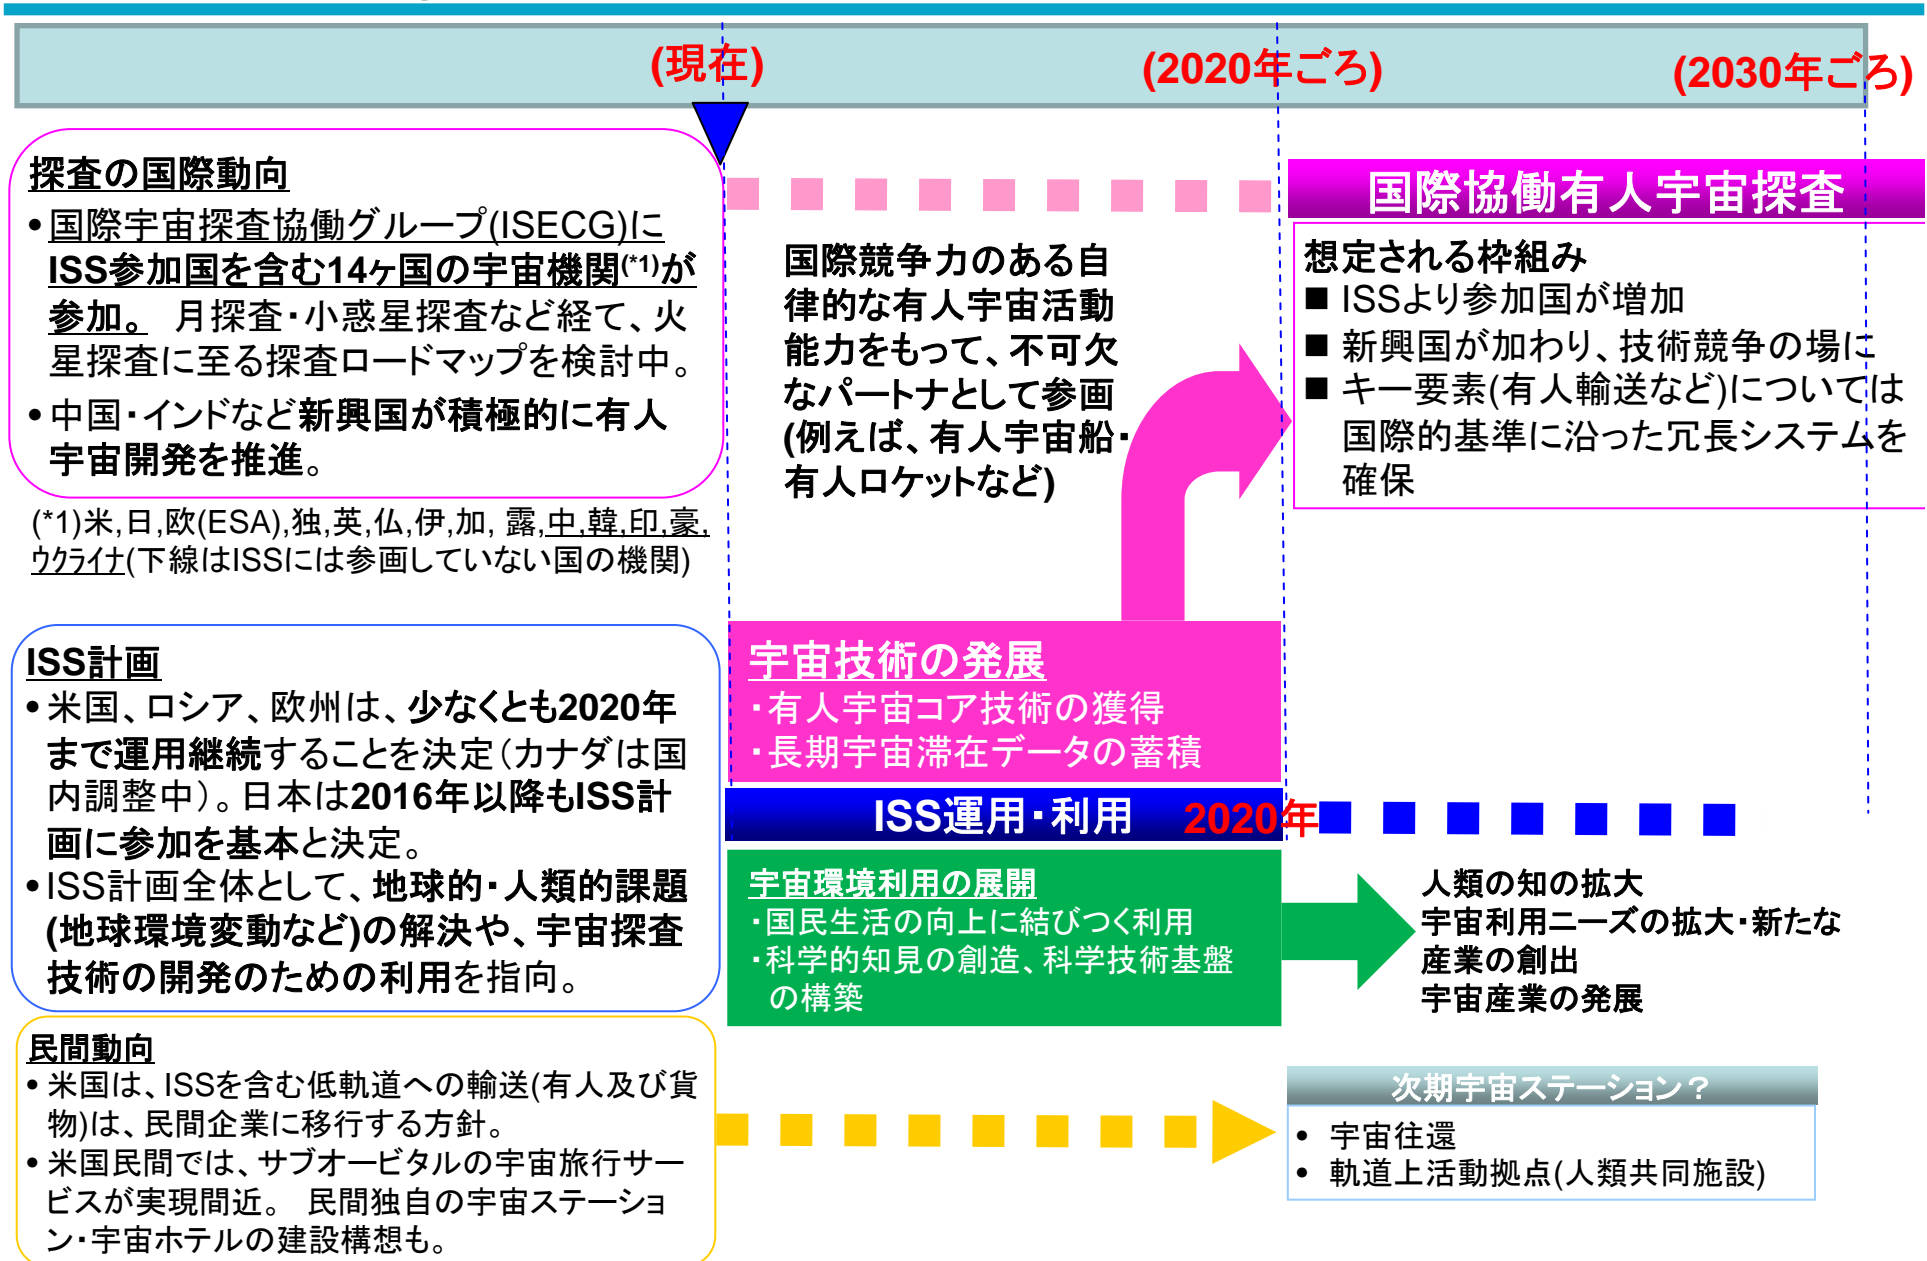 (現在)
(2020年ごろ)
(2030年ごろ)
探査の国際動向
•国際宇宙探査協働グループ(ISECG)に
ISS参加国を含む14ヶ国の宇宙機関(*1)が
参加。 月探査・小惑星探査など経て、火
星探査に至る探査ロードマップを検討中。
•中国・インドなど新興国が積極的に有人
宇宙開発を推進。
(*1)米,日,欧(ESA),独,英,仏,伊,加, 露,中,韓,印,豪,
ウクライナ(下線はISSには参画していない国の機関)
国際競争力のある自
律的な有人宇宙活動
能力をもって、不可欠
なパートナとして参画
(例えば、有人宇宙船・
有人ロケットなど)
国際協働有人宇宙探査
想定される枠組み
■ ISSより参加国が増加
■ 新興国が加わり、技術競争の場に
■ キー要素(有人輸送など)については
国際的基準に沿った冗長システムを
確保
ISS計画
•米国、ロシア、欧州は、少なくとも2020年
まで運用継続することを決定(カナダは国
内調整中)。日本は2016年以降もISS計
画に参加を基本と決定。
•ISS計画全体として、地球的・人類的課題
(地球環境変動など)の解決や、宇宙探査
技術の開発のための利用を指向。
宇宙技術の発展
・有人宇宙コア技術の獲得
・長期宇宙滞在データの蓄積
ISS運用・利用
2020年
宇宙環境利用の展開
・国民生活の向上に結びつく利用
・科学的知見の創造、科学技術基盤
の構築
人類の知の拡大
宇宙利用ニーズの拡大・新たな
産業の創出
宇宙産業の発展
民間動向
• 米国は、ISSを含む低軌道への輸送(有人及び貨
物)は、民間企業に移行する方針。
• 米国民間では、サブオービタルの宇宙旅行サー
ビスが実現間近。 民間独自の宇宙ステーショ
ン・宇宙ホテルの建設構想も。
次期宇宙ステーション?
• 宇宙往還
• 軌道上活動拠点(人類共同施設)